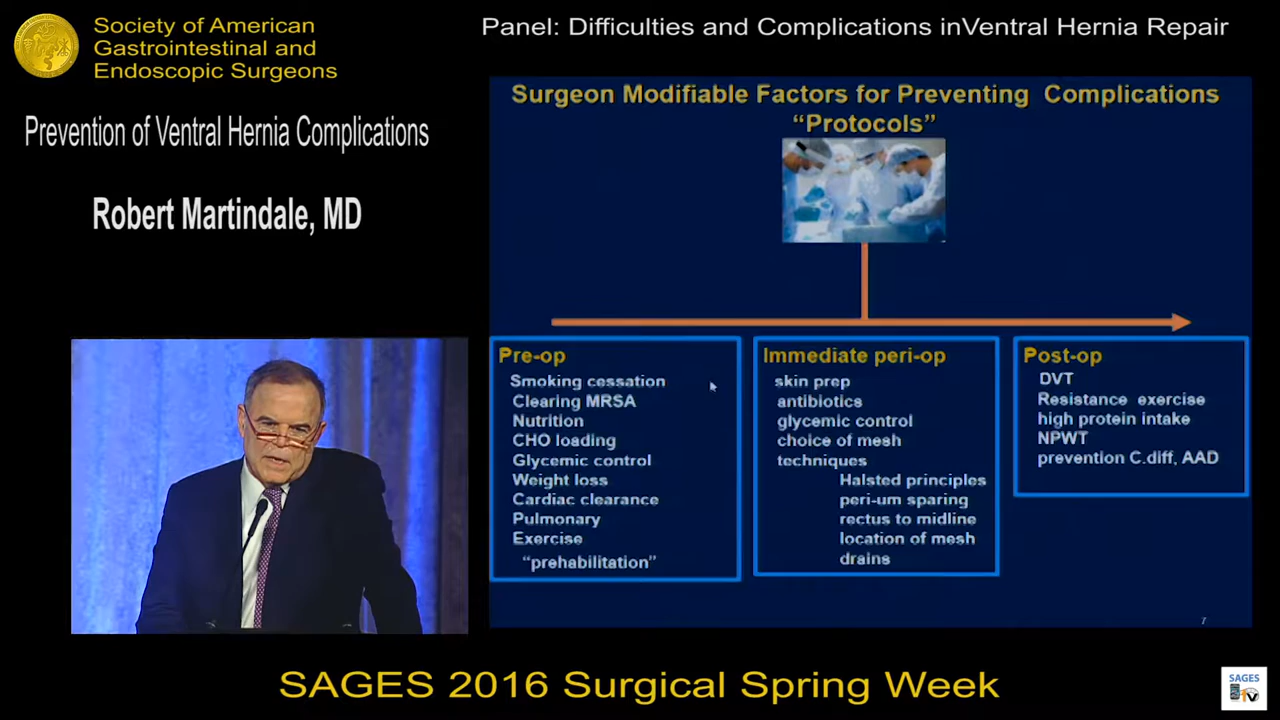 Society of American
Gastrointestinal and
Endoscopic Surgeons
Panel: Difficulties and Complications inVentral Hernia Repair
Prevention of Ventral Hernia Complications
Robert Martindale, MD
Surgeon Modifiable Factors for Preventing Complications
“Protocols”
Pre-op
Smoking cessation
Clearing MRSA
Nutrition
CHO loading
Glycemic control
Weight loss
Cardiac clearance
Pulmonary
Exercise
“prehabilitation”
Immediate peri-op
skin prep
antibiotics
glycemic control
choice of mesh
techniques
Halsted principles
peri-um sparing
rectus to midline
location of mesh
drains
Post-op
DVT
Resistance exercise
high protein intake
NPWT
prevention C.diff, AAD
7
SAGES 2016 Surgical Spring Week
SAGES
TV